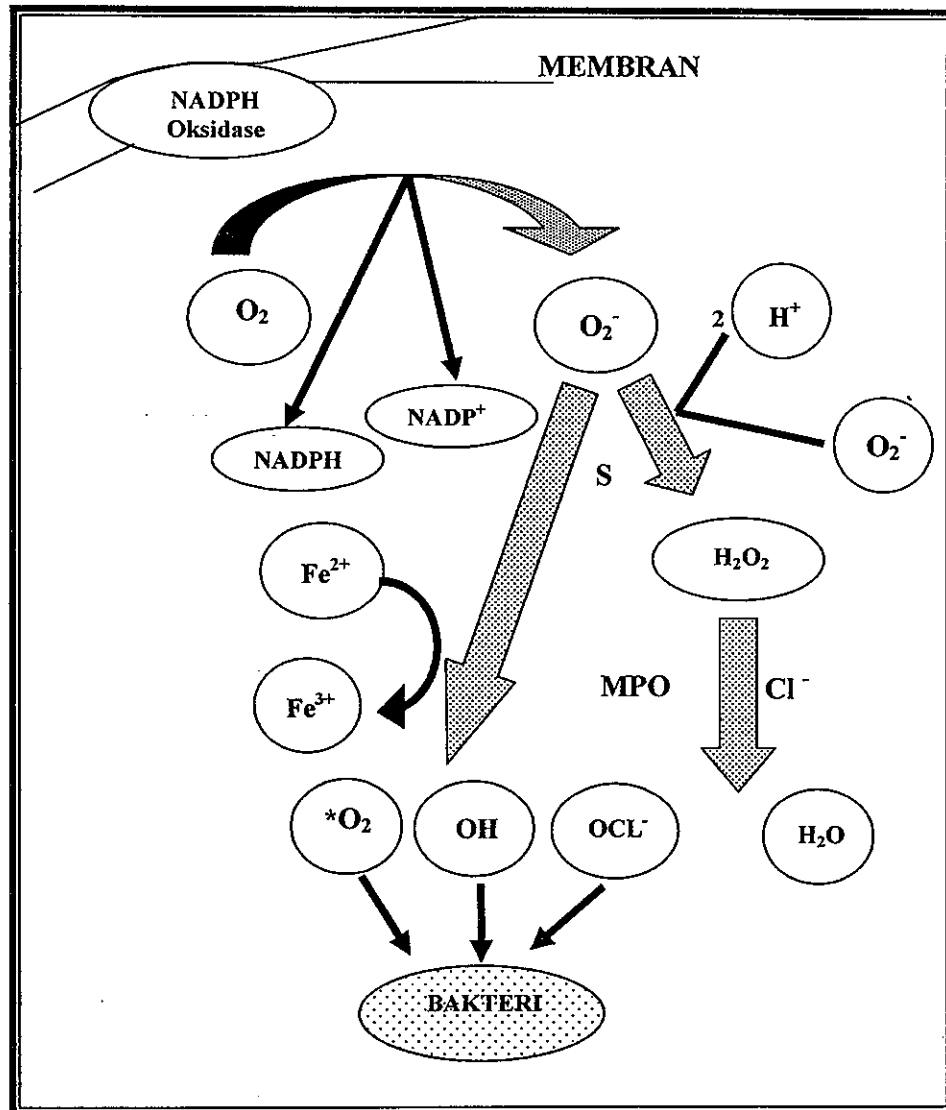 MEMBRAN
NADPH
Oksidase
O₂
O₂⁻
2
H⁺
NADP⁺
O₂⁻
NADPH
S
Fe²⁺
H₂O₂
Fe³⁺
MPO
Cl⁻
*O₂
OH
OCL⁻
H₂O
BAKTERI